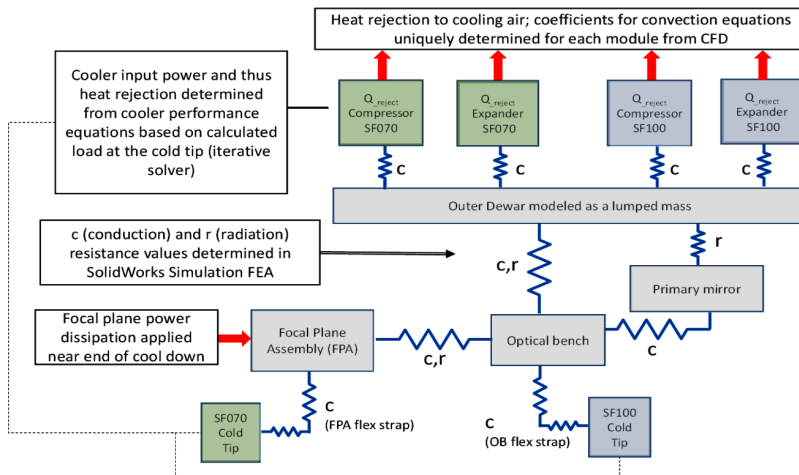 Heat rejection to cooling air; coefficients for convection equations
uniquely determined for each module from CFD
Cooler input power and thus
heat rejection determined
from cooler performance
equations based on calculated
load at the cold tip (iterative
solver)
Q_reject
Compressor
SF070
Q_reject
Expander
SF070
Q_reject
Compressor
SF100
Q_reject
Expander
SF100
C
C
C
C
Outer Dewar modeled as a lumped mass
c (conduction) and r (radiation)
resistance values determined in
SolidWorks Simulation FEA
c,r
r
Primary mirror
Focal plane power
dissipation applied
near end of cool down
Focal Plane
Assembly (FPA)
c,r
Optical bench
C
SF070
Cold
Tip
C
(FPA flex strap)
C
(OB flex strap)
SF100
Cold
Tip